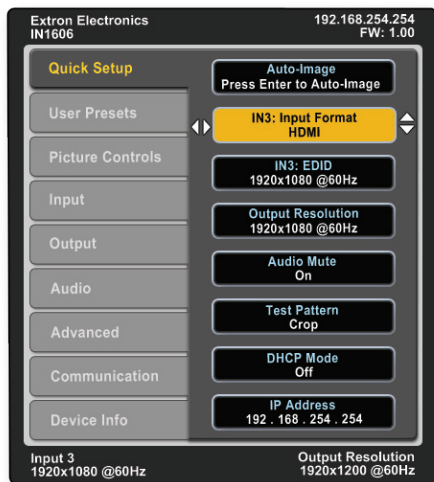 Extron Electronics
IN1606
192.168.254.254
FW: 1.00
Quick Setup
User Presets
Picture Controls
Input
Output
Audio
Advanced
Communication
Device Info
Auto-Image
Press Enter to Auto-Image
IN3: Input Format
HDMI
IN3: EDID
1920x1080 @60Hz
Output Resolution
1920x1080 @60Hz
Audio Mute
On
Test Pattern
Crop
DHCP Mode
Off
IP Address
192 . 168 . 254 . 254
Input 3
1920x1080 @60Hz
Output Resolution
1920x1200 @60Hz